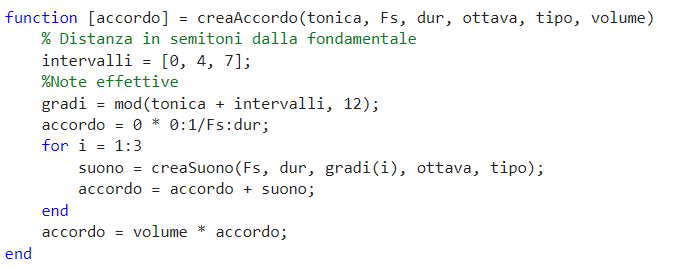 function [accordo] = creaAccordo(tonica, Fs, dur, ottava, tipo, volume)
% Distanza in semitoni dalla fondamentale
intervalli = [0, 4, 7];
%Note effettive
gradi = mod(tonica + intervalli, 12);
accordo = 0 * 0:1/Fs:dur;
for i = 1:3
suono = creaSuono(Fs, dur, gradi(i), ottava, tipo);
accordo = accordo + suono;
end
accordo = volume * accordo;
end